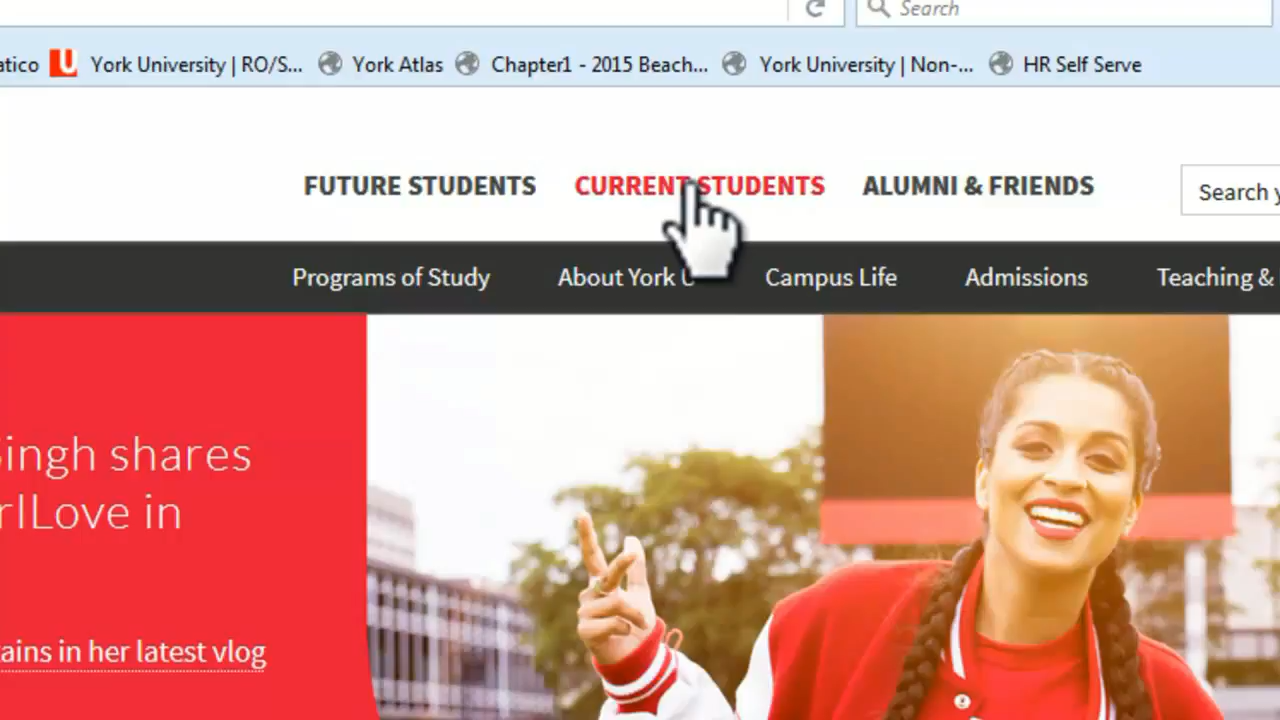 Search
atico York University | RO/S... York Atlas Chapter1 - 2015 Beach... York University | Non-... HR Self Serve
FUTURE STUDENTS CURRENT STUDENTS ALUMNI & FRIENDS Search y
Programs of Study About York U Campus Life Admissions Teaching &
Singh shares
rlLove in
ains in her latest vlog